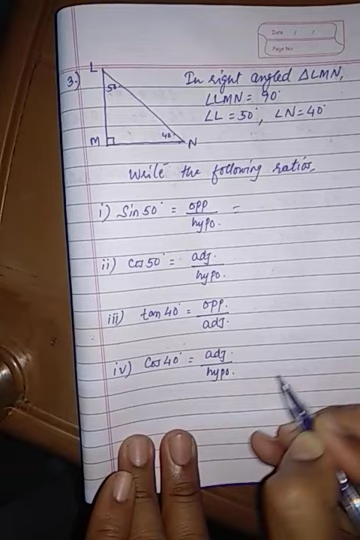 Date / /
Page No.
3.)
L
50°
M
40°
N
In right angled △LMN,
∠LMN = 90°
∠L = 50°, ∠N = 40°
Write the following ratios.
i) Sin 50° = opp / hypo. =
ii) Cos 50° = adj. / hypo.
iii) tan 40° = opp. / adj.
iv) Cos 40° = adj. / hypo.